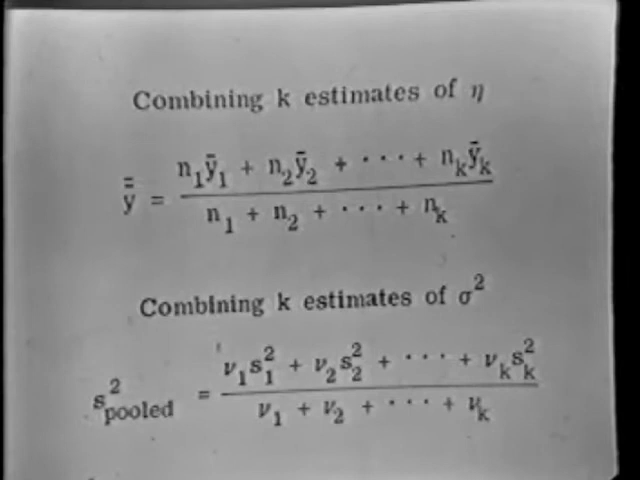 Combining k estimates of η
ȳ̄ = (n₁ȳ₁ + n₂ȳ₂ + · · · + nₖȳₖ) / (n₁ + n₂ + · · · + nₖ)
Combining k estimates of σ²
s²pooled = (ν₁s₁² + ν₂s₂² + · · · + νₖsₖ²) / (ν₁ + ν₂ + · · · + νₖ)